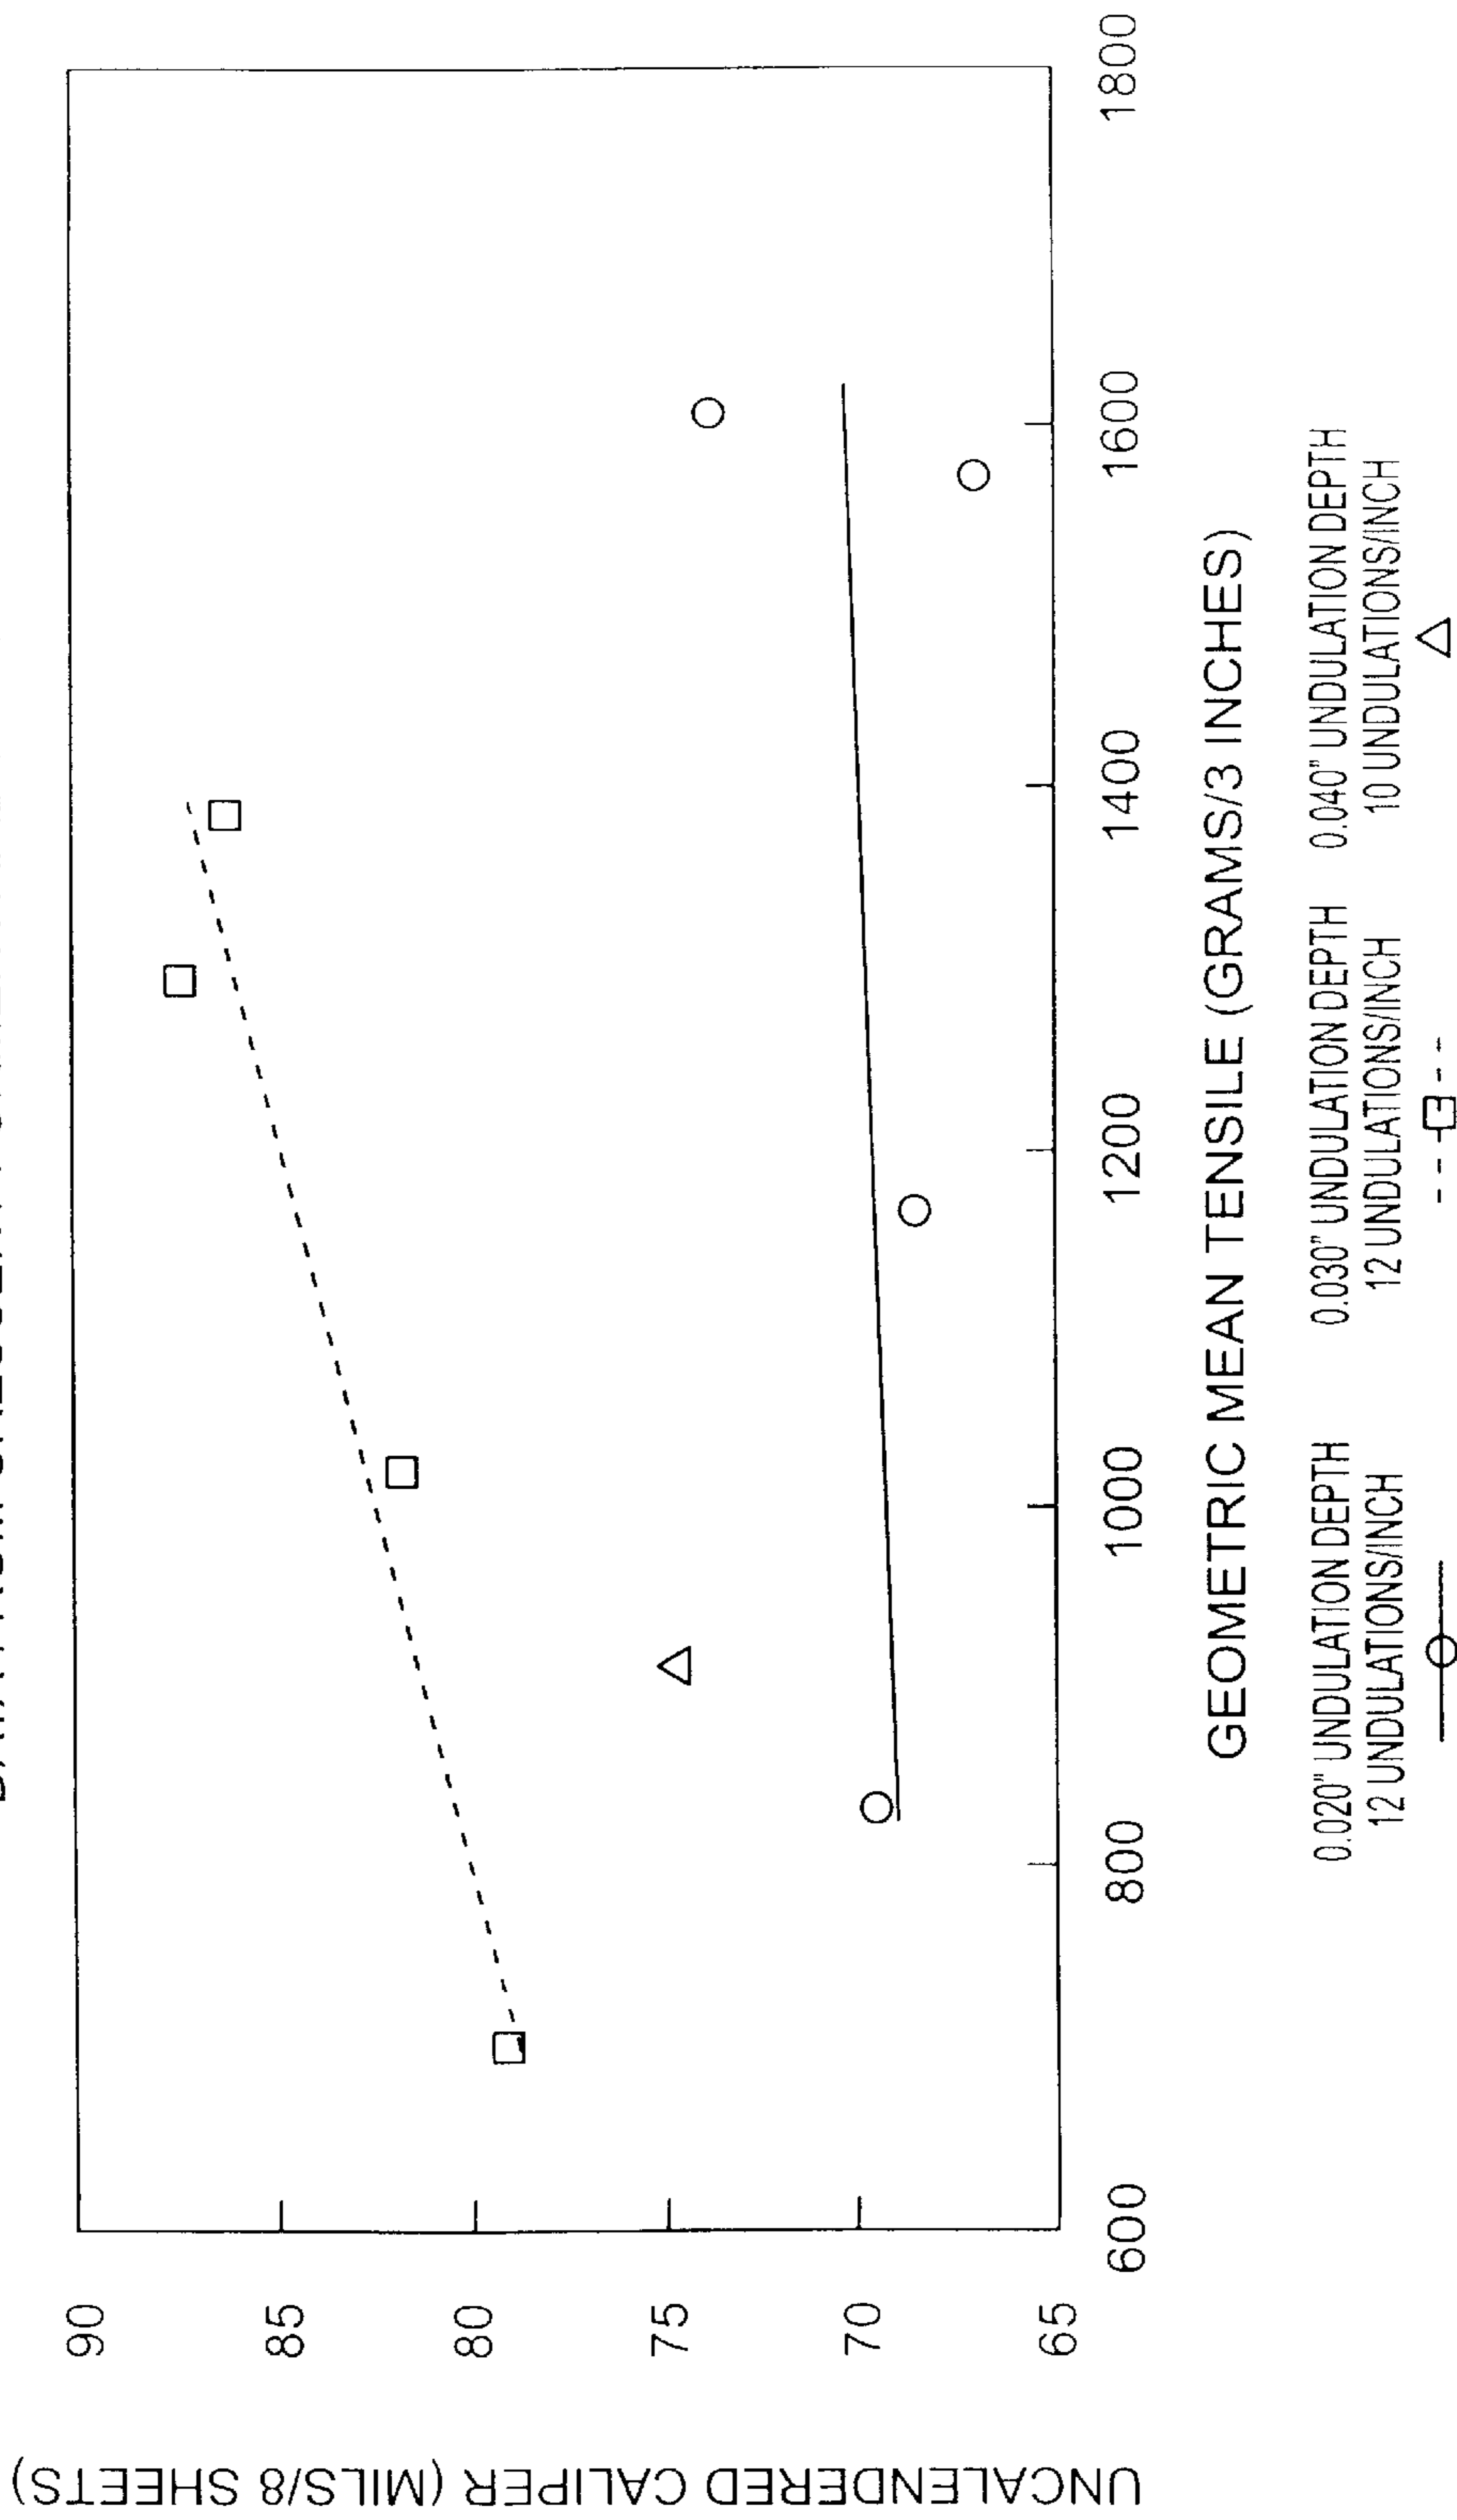 UNCALENDERED CALIPER (MILS/8 SHEETS)
90
85
80
75
70
65
600
800
1000
1200
1400
1600
1800
GEOMETRIC MEAN TENSILE (GRAMS/3 INCHES)
0.020" UNDULATION DEPTH
12 UNDULATIONS/INCH
0.030" UNDULATION DEPTH
12 UNDULATIONS/INCH
0.040" UNDULATION DEPTH
10 UNDULATIONS/INCH